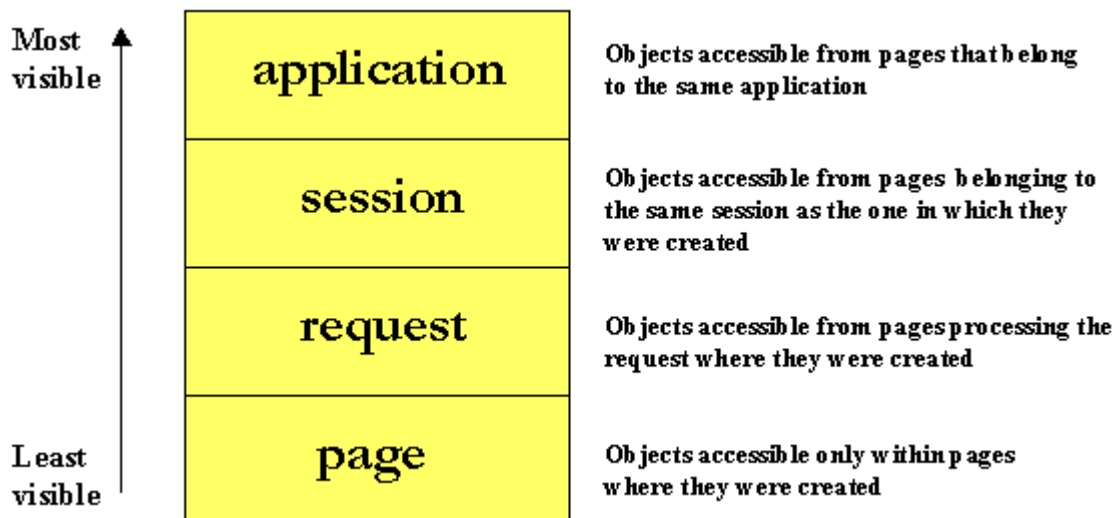 Most
visible
application
Objects accessible from pages that belong
to the same application
session
Objects accessible from pages belonging to
the same session as the one in which they
were created
request
Objects accessible from pages processing the
request where they were created
Least
visible
page
Objects accessible only within pages
where they were created